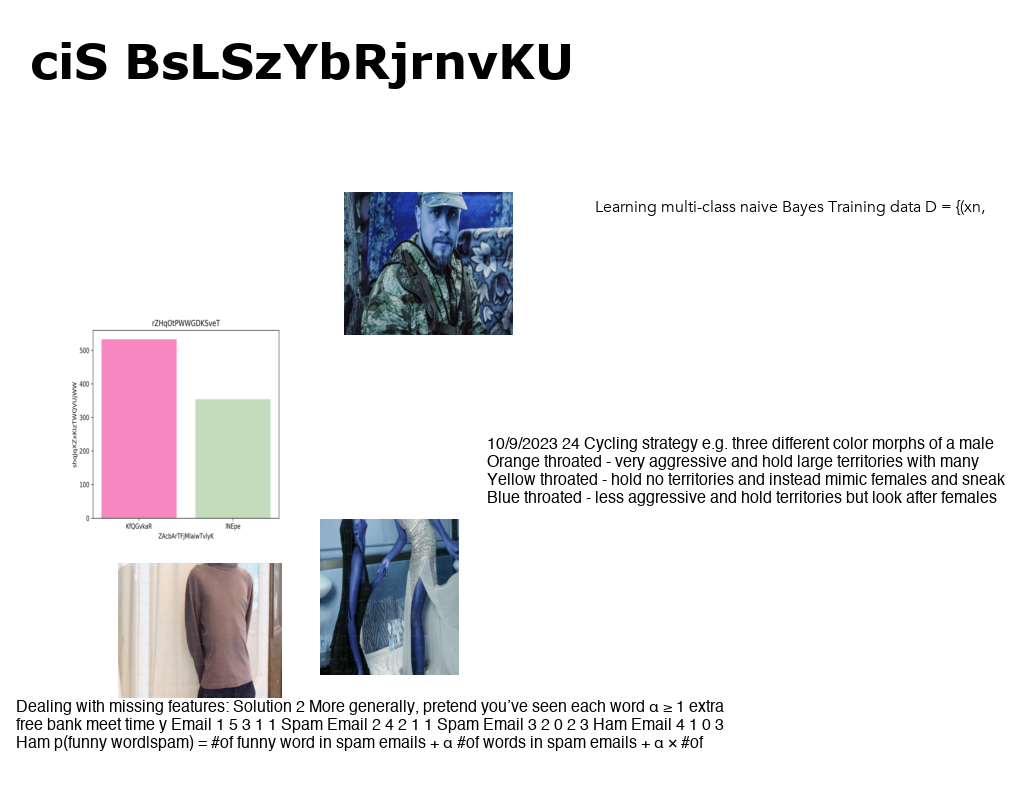 ciS BsLSzYbRjrnvKU
Learning multi-class naive Bayes Training data D = {(xn,
rZHqOtPWWGDKSveT
500
400
300
200
100
0
KfQGvkaR
ZAcbArTFjMlaiwTvlyK
10/9/2023 24 Cycling strategy e.g. three different color morphs of a male
Orange throated - very aggressive and hold large territories with many
Yellow throated - hold no territories and instead mimic females and sneak
Blue throated - less aggressive and hold territories but look after females
Dealing with missing features: Solution 2 More generally, pretend you've seen each word α ≥ 1 extra
free bank meet time y Email 1 5 3 1 1 Spam Email 2 4 2 1 1 Spam Email 3 2 0 2 3 Ham Email 4 1 0 3
Ham p(funny word|spam) = #of funny word in spam emails + α #of words in spam emails + α × #of